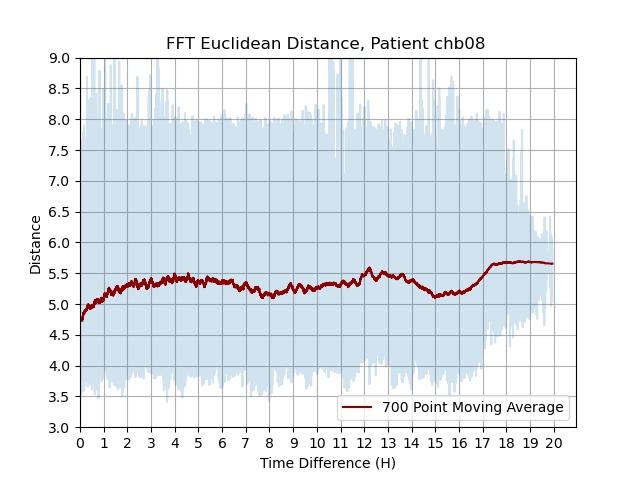 FFT Euclidean Distance, Patient chb08
9.0
8.5
8.0
7.5
7.0
6.5
6.0
5.5
5.0
4.5
4.0
3.5
3.0
Distance
700 Point Moving Average
0 1 2 3 4 5 6 7 8 9 10 11 12 13 14 15 16 17 18 19 20
Time Difference (H)